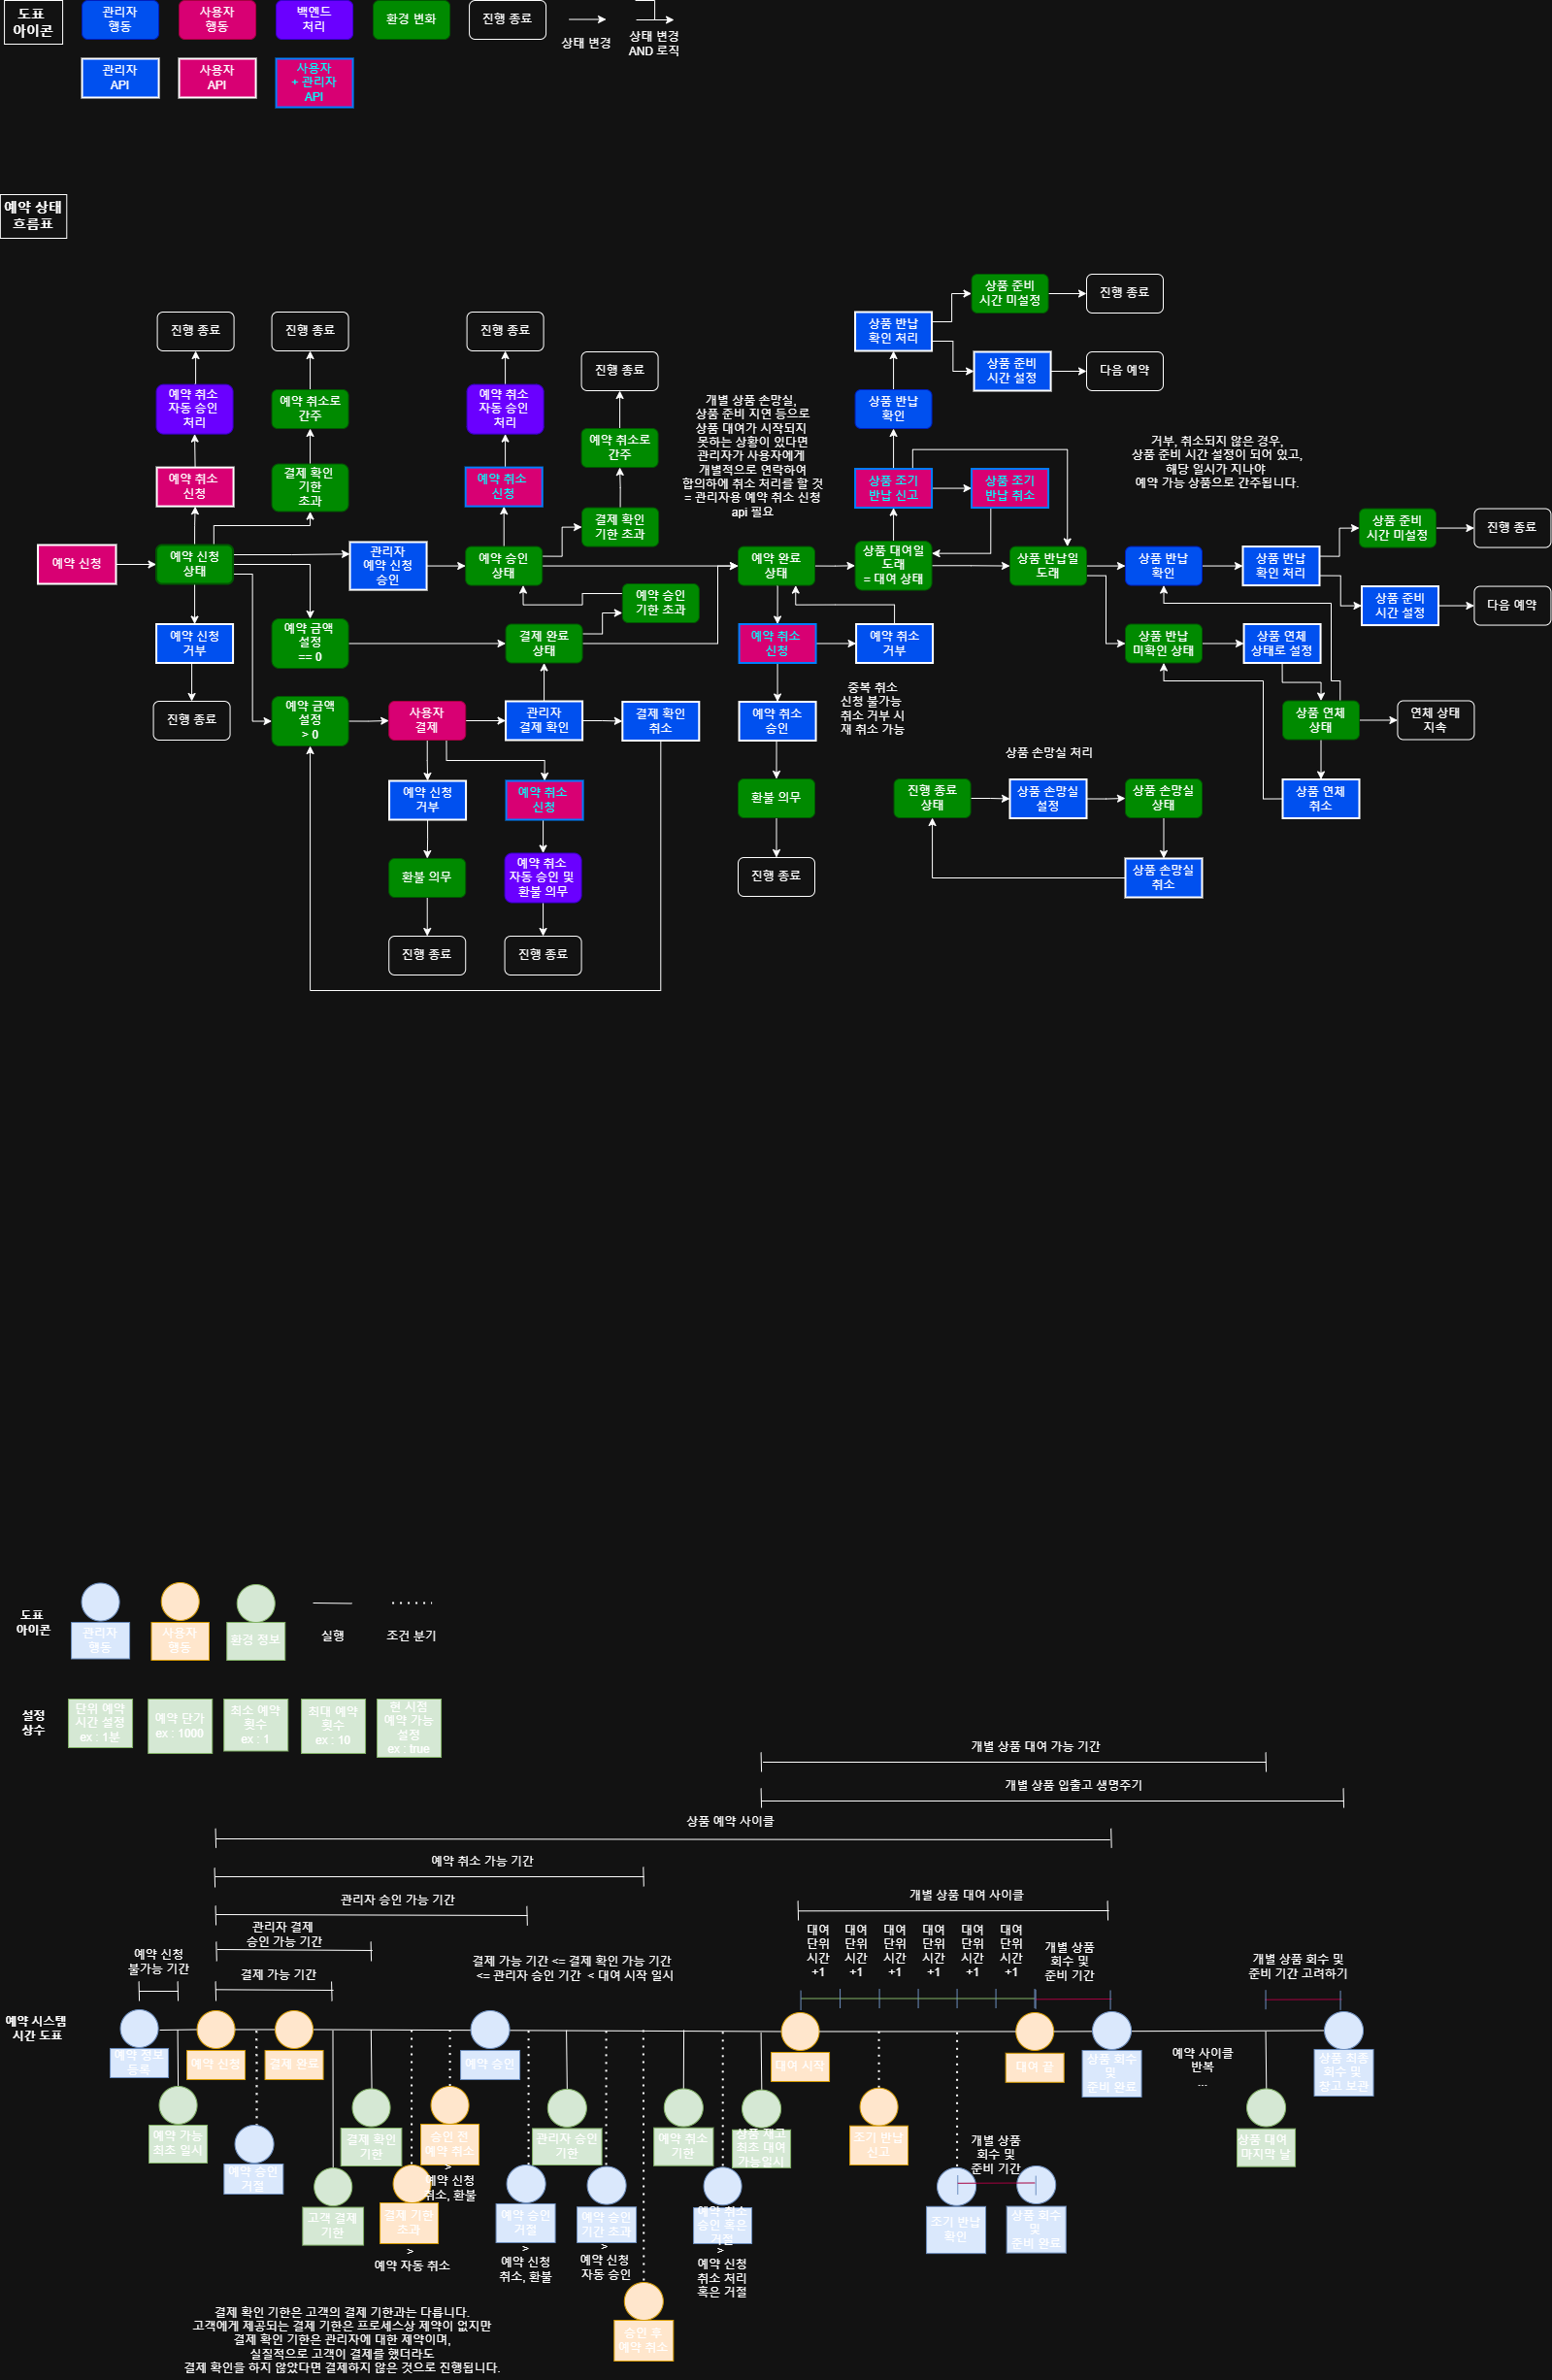 도표
아이콘
관리자
행동
사용자
행동
백엔드
처리
환경 변화
진행 종료
상태 변경
상태 변경
AND 로직
관리자
API
사용자
API
사용자
+ 관리자
API
예약 상태
흐름표
상품 준비
시간 미설정
진행 종료
진행 종료
진행 종료
진행 종료
상품 반납
확인 처리
진행 종료
상품 준비
시간 설정
다음 예약
예약 취소
자동 승인
처리
예약 취소로
간주
예약 취소
자동 승인
처리
상품 반납
확인
개별 상품 손망실,
상품 준비 지연 등으로
상품 대여가 시작되지
못하는 상황이 있다면
관리자가 사용자에게
개별적으로 연락하여
합의하에 취소 처리를 할 것
= 관리자용 예약 취소 신청
api 필요
예약 취소로
간주
거부, 취소되지 않은 경우,
상품 준비 시간 설정이 되어 있고,
해당 일시가 지나야
예약 가능 상품으로 간주됩니다.
예약 취소
신청
결제 확인
기한
초과
예약 취소
신청
상품 조기
반납 신고
상품 조기
반납 취소
결제 확인
기한 초과
상품 준비
시간 미설정
진행 종료
예약 신청
예약 신청
상태
관리자
예약 신청
승인
예약 승인
상태
예약 완료
상태
상품 대여일
도래
= 대여 상태
상품 반납일
도래
상품 반납
확인
상품 반납
확인 처리
예약 승인
기한 초과
상품 준비
시간 설정
다음 예약
예약 신청
거부
예약 금액
설정
== 0
결제 완료
상태
예약 취소
신청
예약 취소
거부
상품 반납
미확인 상태
상품 연체
상태로 설정
중복 취소
신청 불가능
취소 거부 시
재 취소 가능
진행 종료
예약 금액
설정
> 0
사용자
결제
관리자
결제 확인
결제 확인
취소
예약 취소
승인
상품 연체
상태
연체 상태
지속
상품 손망실 처리
예약 신청
거부
예약 취소
신청
환불 의무
진행 종료
상태
상품 손망실
설정
상품 손망실
상태
상품 연체
취소
환불 의무
예약 취소
자동 승인 및
환불 의무
진행 종료
상품 손망실
취소
진행 종료
진행 종료
도표
아이콘
관리자
행동
사용자
행동
환경 정보
실행
조건 분기
설정
상수
단위 예약
시간 설정
ex : 1분
예약 단가
ex : 1000
최소 예약
횟수
ex : 1
최대 예약
횟수
ex : 10
현 시점
예약 가능
설정
ex : true
개별 상품 대여 가능 기간
개별 상품 입출고 생명주기
상품 예약 사이클
예약 취소 가능 기간
관리자 승인 가능 기간
개별 상품 대여 사이클
관리자 결제
승인 가능 기간
대여
단위
시간
+1
대여
단위
시간
+1
대여
단위
시간
+1
대여
단위
시간
+1
대여
단위
시간
+1
대여
단위
시간
+1
예약 신청
불가능 기간
결제 가능 기간 <= 결제 확인 가능 기간
<= 관리자 승인 기간 < 대여 시작 일시
개별 상품
회수 및
준비 기간
개별 상품 회수 및
준비 기간 고려하기
결제 가능 기간
예약 시스템
시간 도표
예약 정보
등록
예약 신청
결제 완료
예약 승인
대여 시작
대여 끝
상품 회수
및
준비 완료
예약 사이클
반복
...
상품 최종
회수 및
창고 보관
예약 가능
최초 일시
예약 승인
거절
결제 확인
기한
승인 전
예약 취소
>
예약 신청
취소, 환불
관리자 승인
기한
예약 취소
기한
상품 재고
최초 대여
가능일시
조기 반납
신고
개별 상품
회수 및
준비 기간
상품 대여
마지막 날
고객 결제
기한
결제 기한
초과
>
예약 자동 취소
예약 승인
거절
>
예약 신청
취소, 환불
예약 승인
기간 초과
>
예약 신청
자동 승인
예약 취소
승인 혹은
거절
>
예약 신청
취소 처리
혹은 거절
조기 반납
확인
상품 회수
및
준비 완료
승인 후
예약 취소
결제 확인 기한은 고객의 결제 기한과는 다릅니다.
고객에게 제공되는 결제 기한은 프로세스상 제약이 없지만
결제 확인 기한은 관리자에 대한 제약이며,
실질적으로 고객이 결제를 했더라도
결제 확인을 하지 않았다면 결제하지 않은 것으로 진행됩니다.